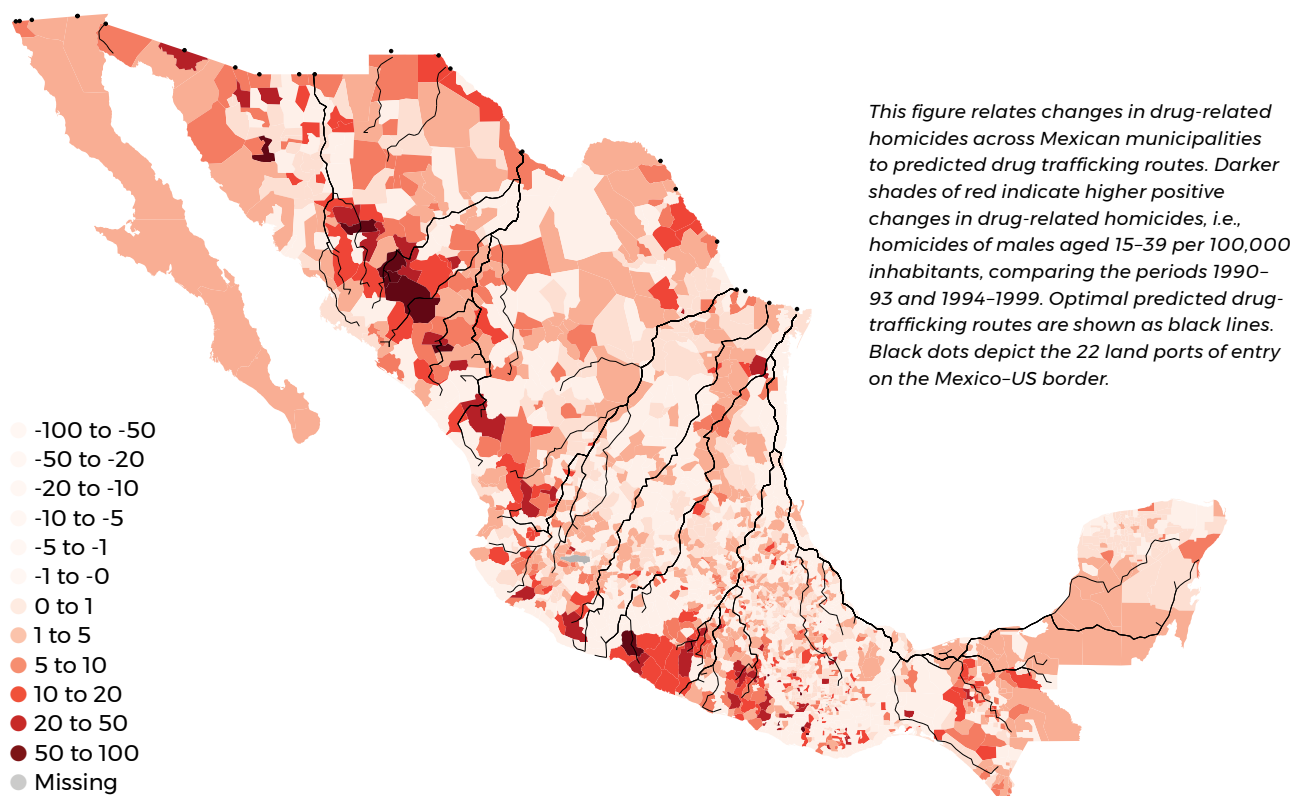 This figure relates changes in drug-related
homicides across Mexican municipalities
to predicted drug trafficking routes. Darker
shades of red indicate higher positive
changes in drug-related homicides, i.e.,
homicides of males aged 15–39 per 100,000
inhabitants, comparing the periods 1990–
93 and 1994–1999. Optimal predicted drug-
trafficking routes are shown as black lines.
Black dots depict the 22 land ports of entry
on the Mexico–US border.
-100 to -50
-50 to -20
-20 to -10
-10 to -5
-5 to -1
-1 to -0
0 to 1
1 to 5
5 to 10
10 to 20
20 to 50
50 to 100
Missing